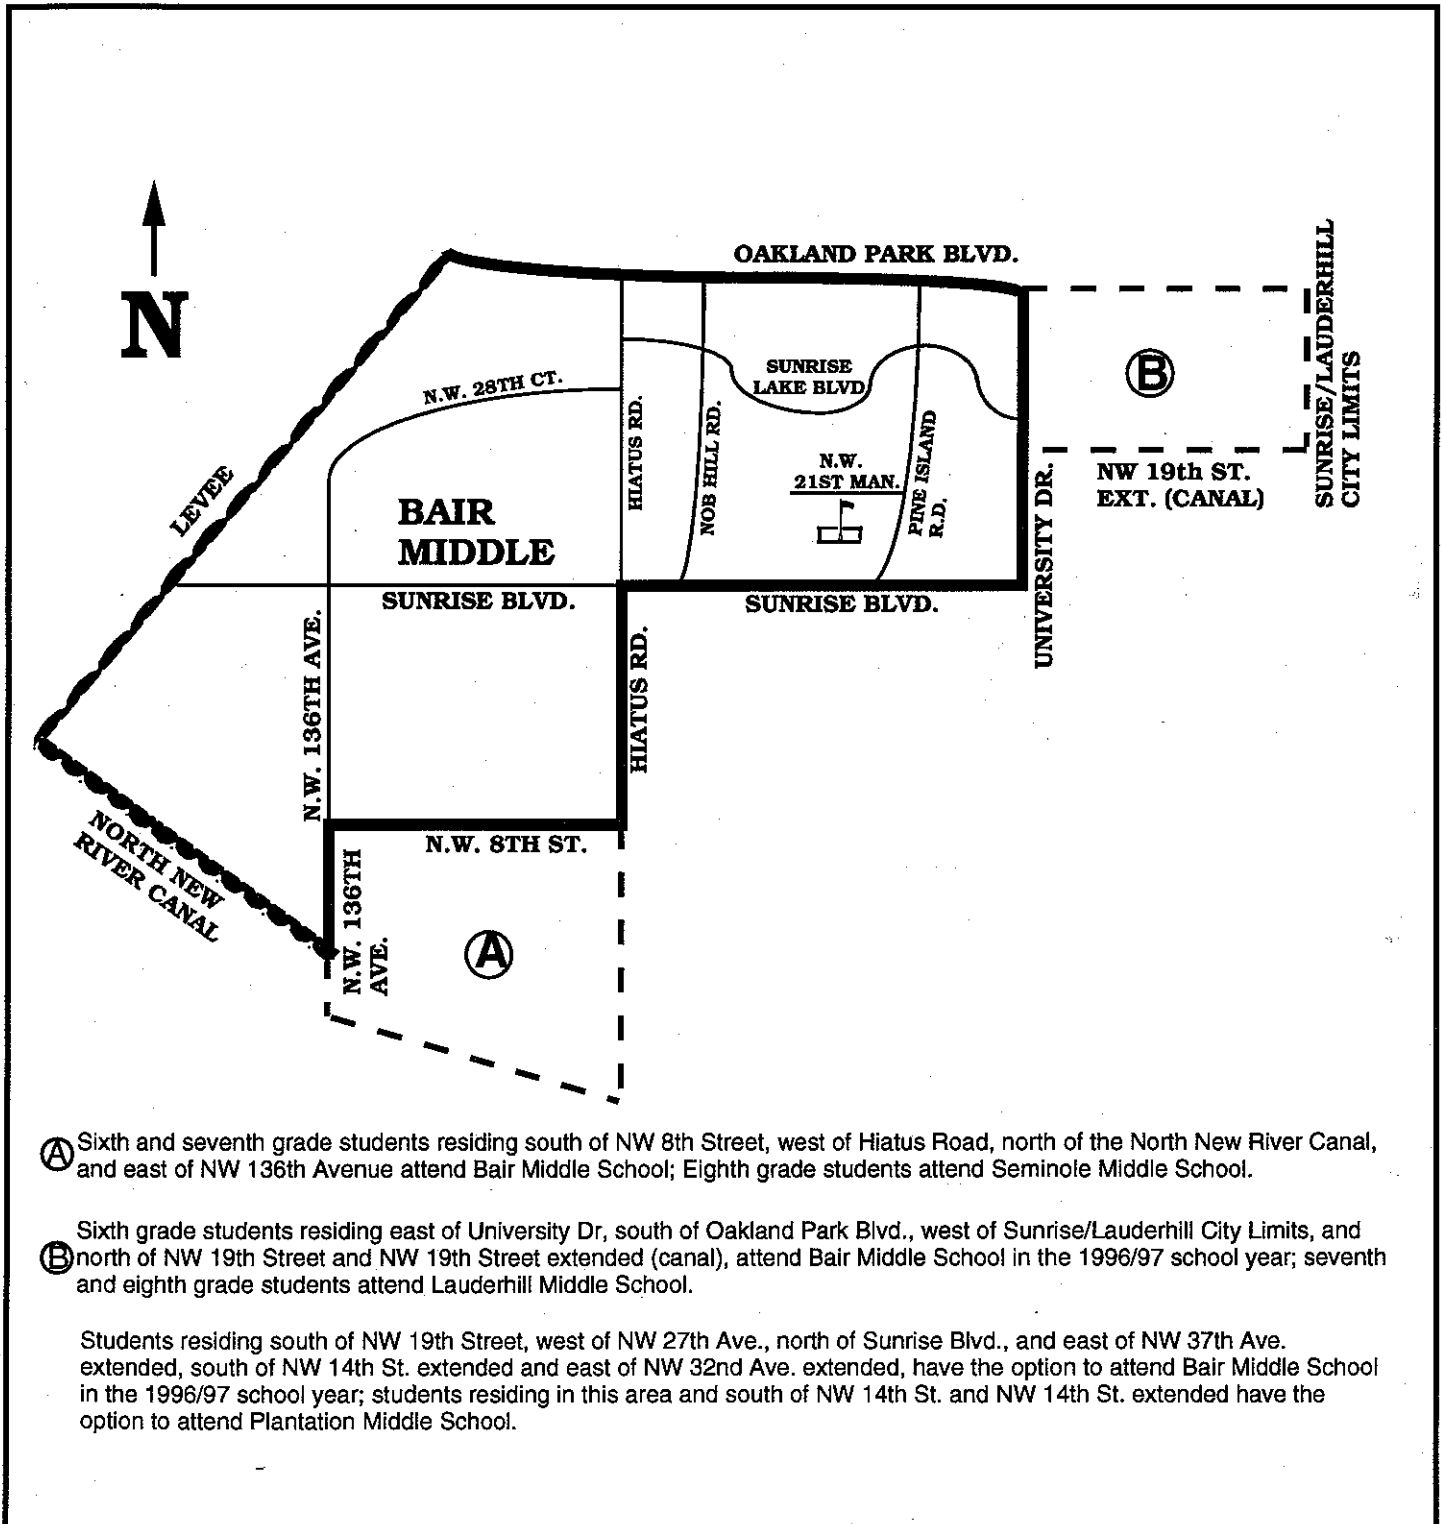 N
OAKLAND PARK BLVD.
SUNRISE/LAUDERHILL
CITY LIMITS
B
SUNRISE
LAKE BLVD
N.W. 28TH CT.
HIATUS RD.
NOB HILL RD.
PINE ISLAND
R.D.
N.W.
21ST MAN.
UNIVERSITY DR.
NW 19th ST.
EXT. (CANAL)
LEVEE
BAIR
MIDDLE
SUNRISE BLVD.
SUNRISE BLVD.
N.W. 136TH AVE.
HIATUS RD.
NORTH NEW
RIVER CANAL
N.W. 8TH ST.
N.W. 136TH
AVE.
A
A Sixth and seventh grade students residing south of NW 8th Street, west of Hiatus Road, north of the North New River Canal,
and east of NW 136th Avenue attend Bair Middle School; Eighth grade students attend Seminole Middle School.
Sixth grade students residing east of University Dr, south of Oakland Park Blvd., west of Sunrise/Lauderhill City Limits, and
B north of NW 19th Street and NW 19th Street extended (canal), attend Bair Middle School in the 1996/97 school year; seventh
and eighth grade students attend Lauderhill Middle School.
Students residing south of NW 19th Street, west of NW 27th Ave., north of Sunrise Blvd., and east of NW 37th Ave.
extended, south of NW 14th St. extended and east of NW 32nd Ave. extended, have the option to attend Bair Middle School
in the 1996/97 school year; students residing in this area and south of NW 14th St. and NW 14th St. extended have the
option to attend Plantation Middle School.